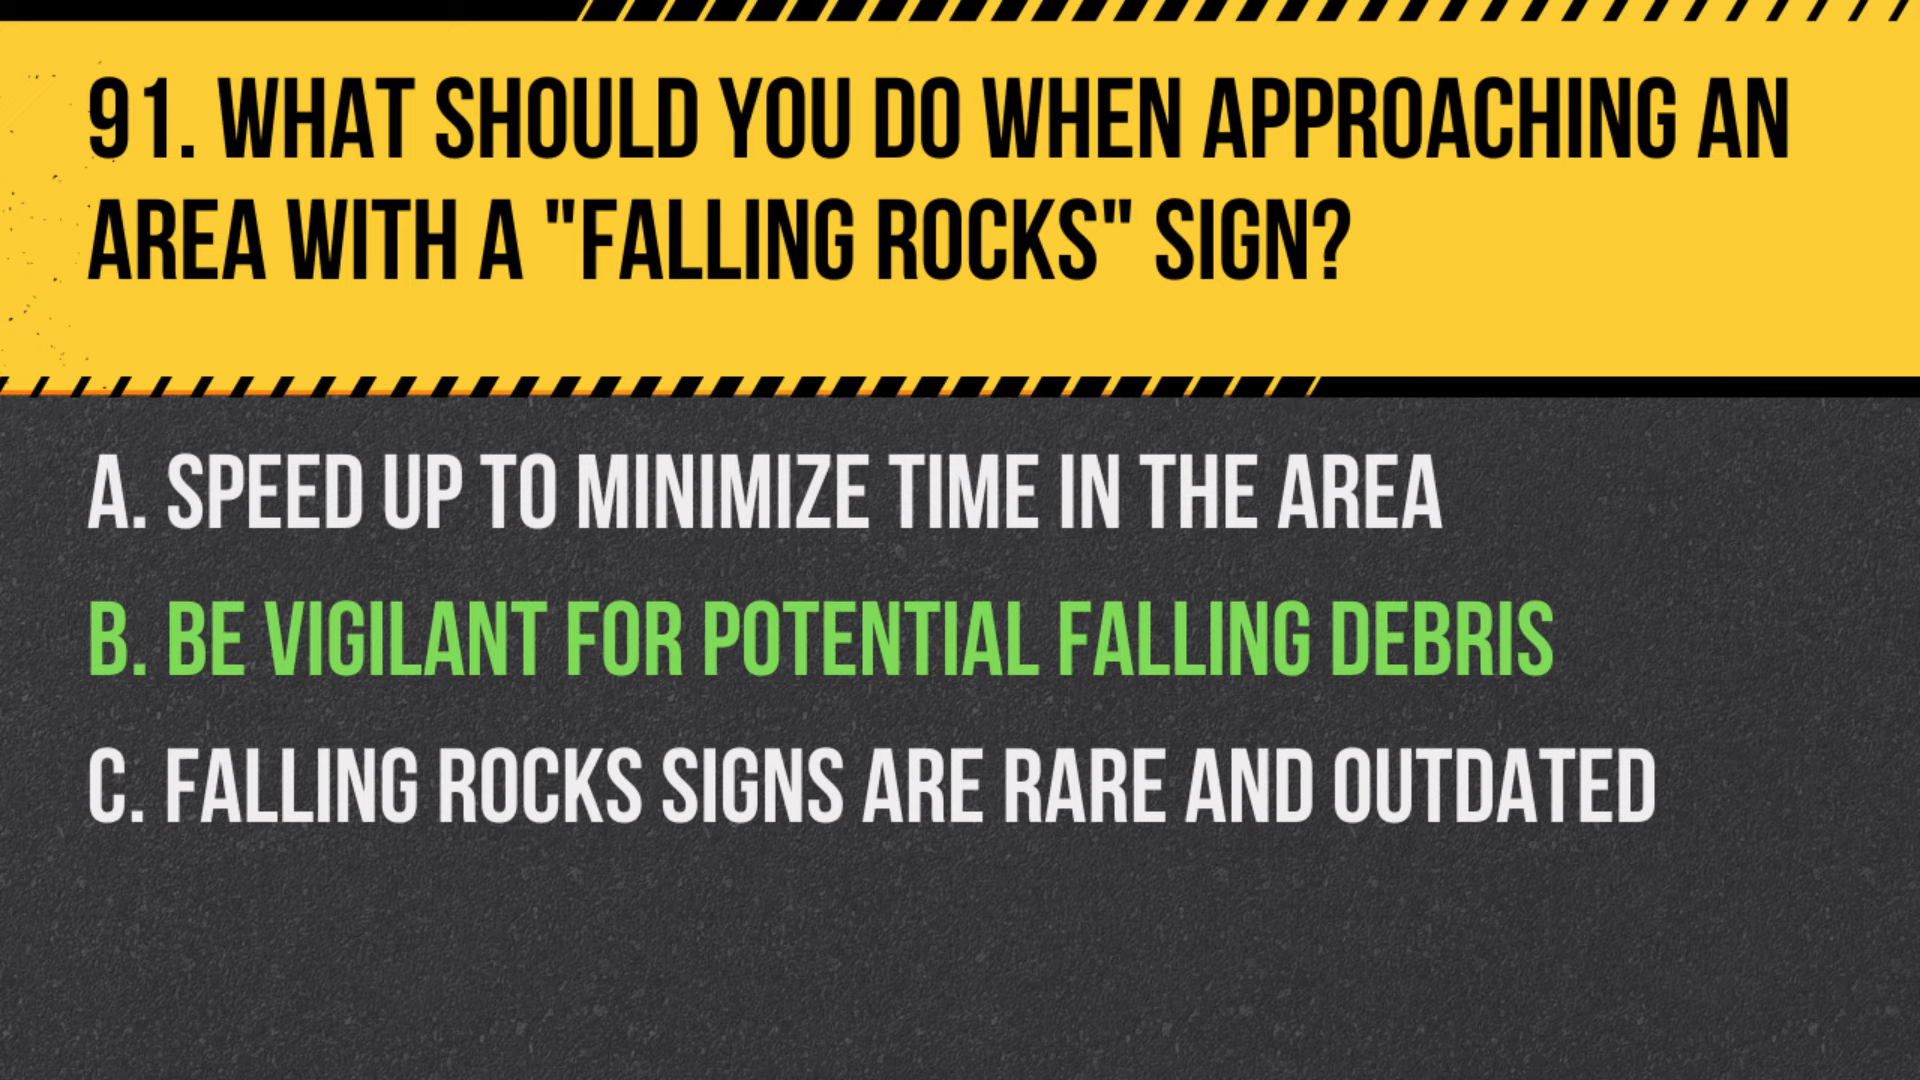 91. WHAT SHOULD YOU DO WHEN APPROACHING AN
AREA WITH A "FALLING ROCKS" SIGN?
A. SPEED UP TO MINIMIZE TIME IN THE AREA
B. BE VIGILANT FOR POTENTIAL FALLING DEBRIS
C. FALLING ROCKS SIGNS ARE RARE AND OUTDATED